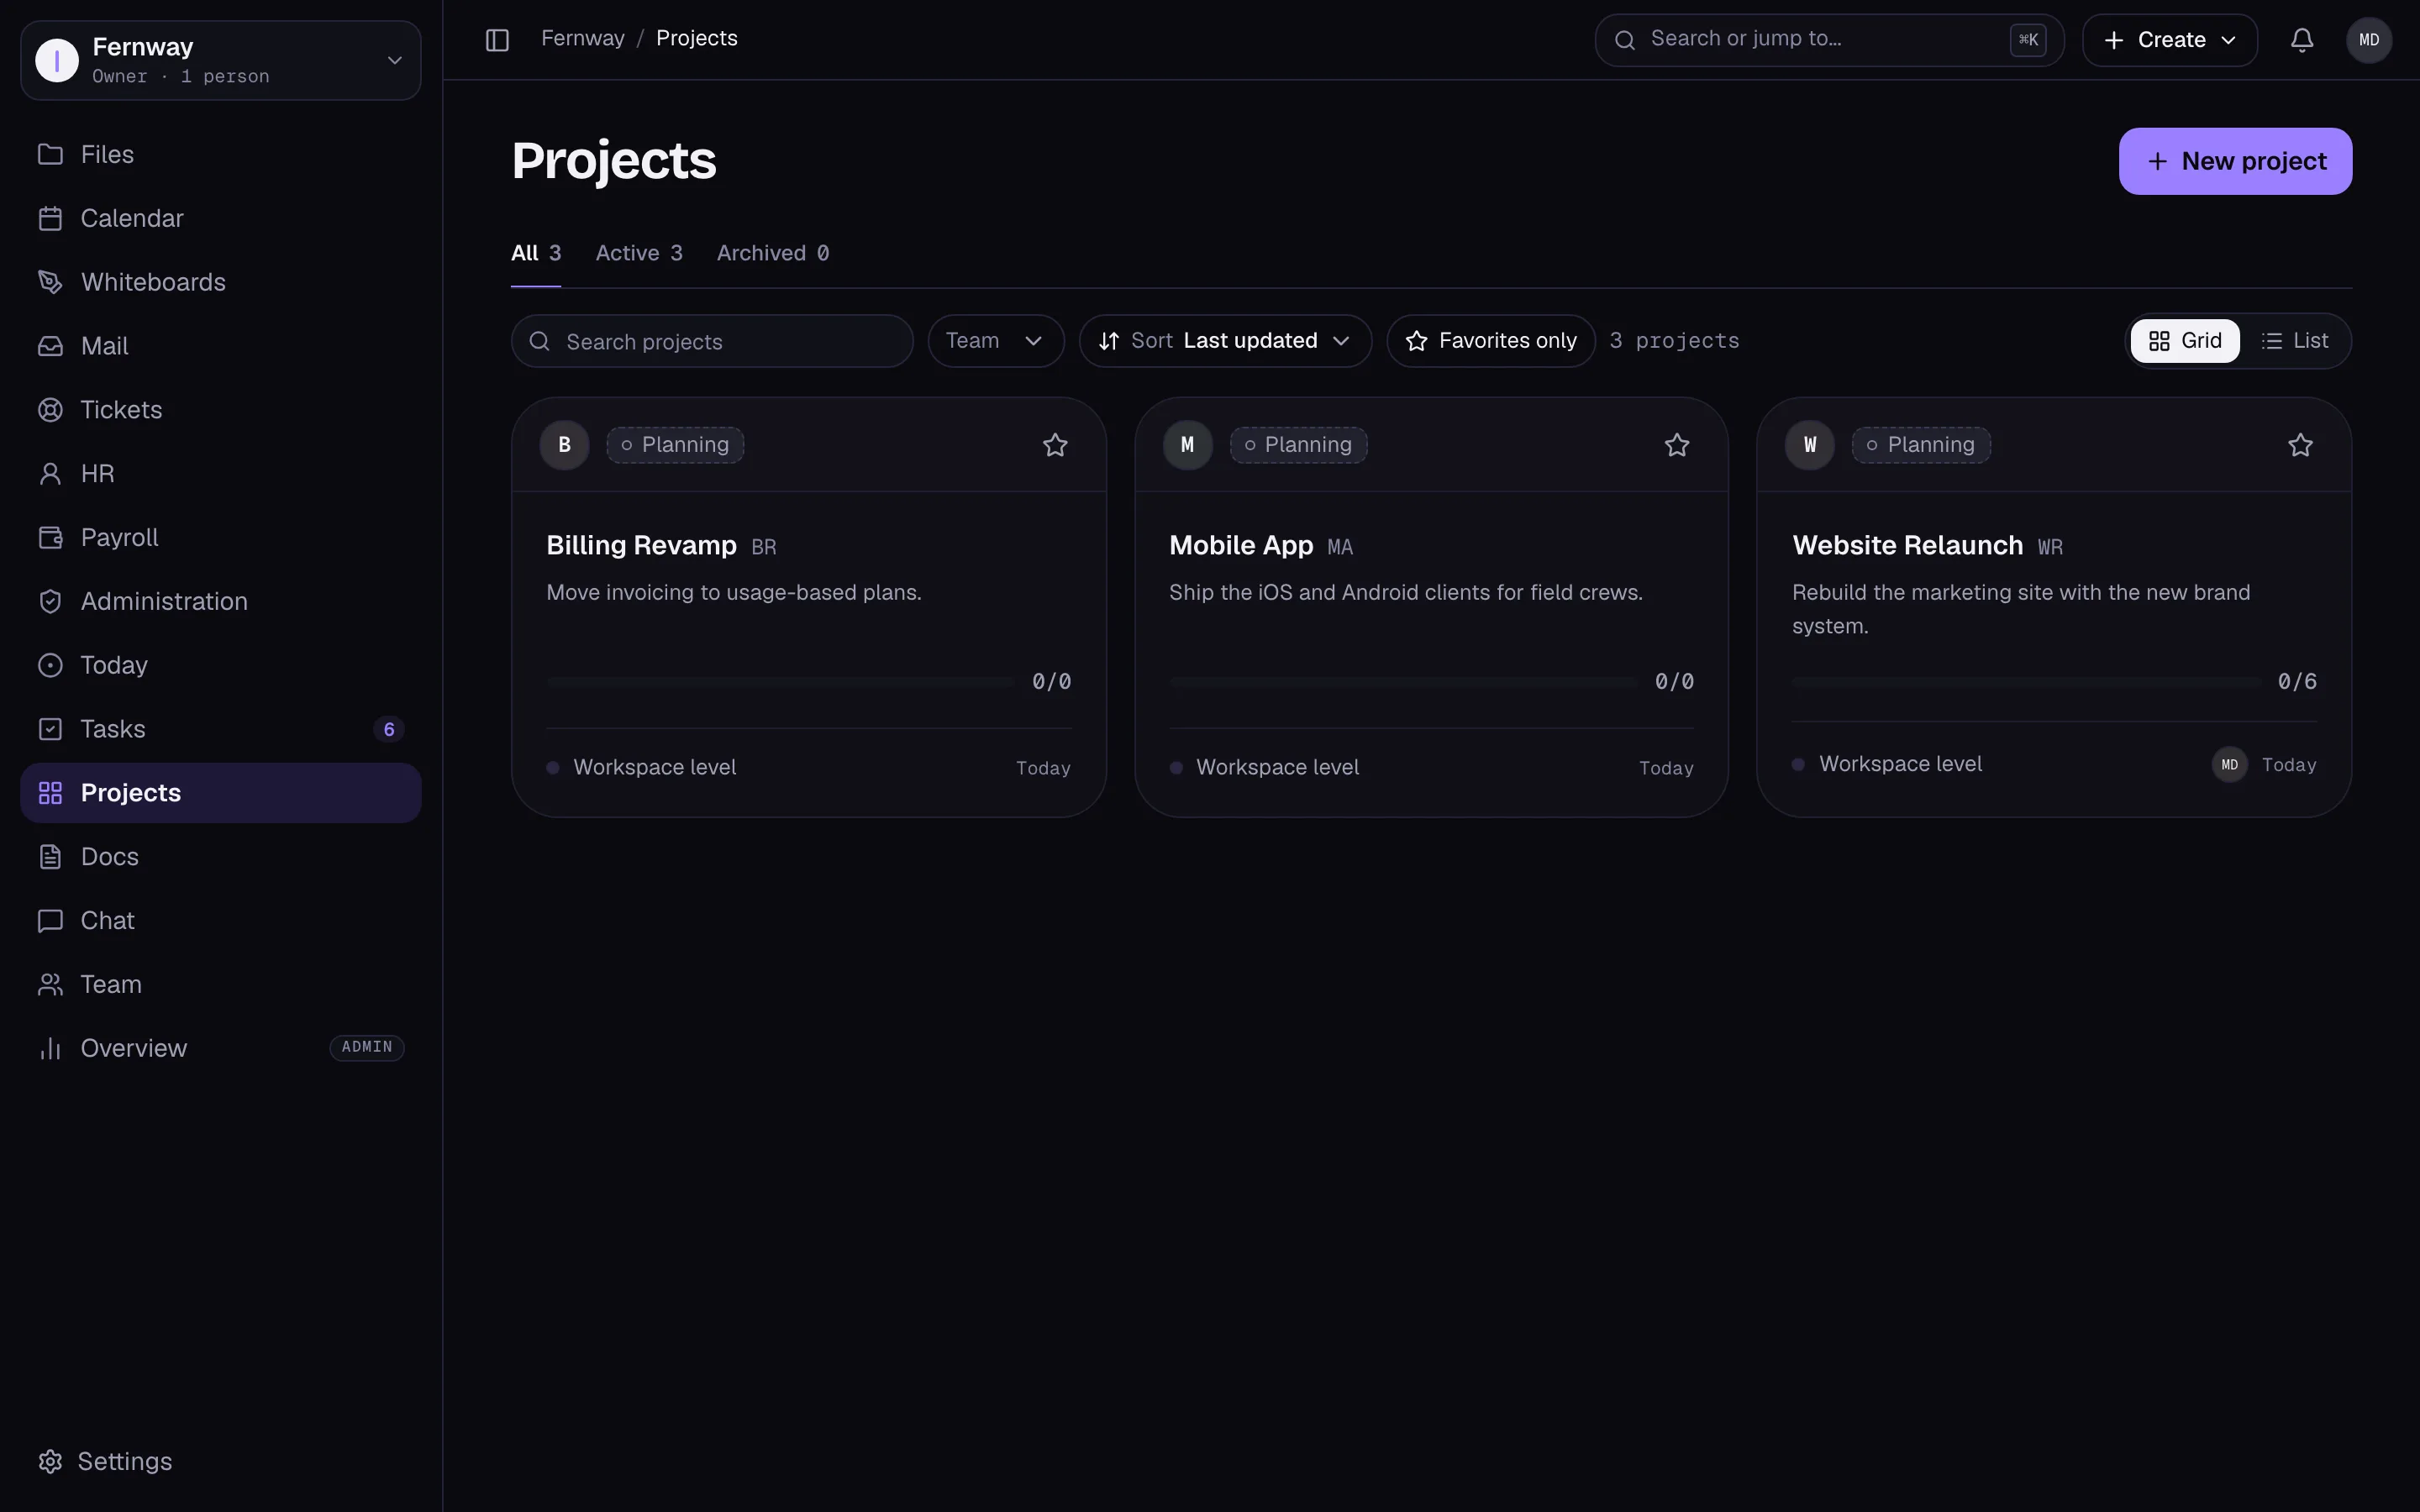 Fernway
Owner · 1 person
Files
Calendar
Whiteboards
Mail
Tickets
HR
Payroll
Administration
Today
Tasks 6
Projects
Docs
Chat
Team
Overview ADMIN
Settings
Fernway / Projects
Search or jump to... ⌘K
Create
MD
Projects
New project
All 3 Active 3 Archived 0
Search projects
Team
Sort Last updated
Favorites only
3 projects
Grid
List
B Planning
Billing Revamp BR
Move invoicing to usage-based plans.
0/0
Workspace level Today
M Planning
Mobile App MA
Ship the iOS and Android clients for field crews.
0/0
Workspace level Today
W Planning
Website Relaunch WR
Rebuild the marketing site with the new brand
system.
0/6
Workspace level MD Today